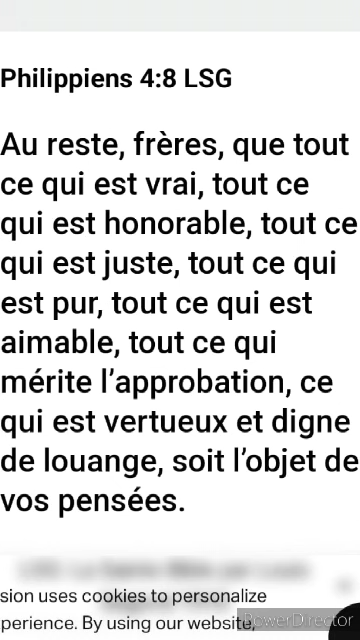 Philippiens 4:8 LSG
Au reste, frères, que tout
ce qui est vrai, tout ce
qui est honorable, tout ce
qui est juste, tout ce qui
est pur, tout ce qui est
aimable, tout ce qui
mérite l’approbation, ce
qui est vertueux et digne
de louange, soit l’objet de
vos pensées.
sion uses cookies to personalize
perience. By using our website,
PowerDirector